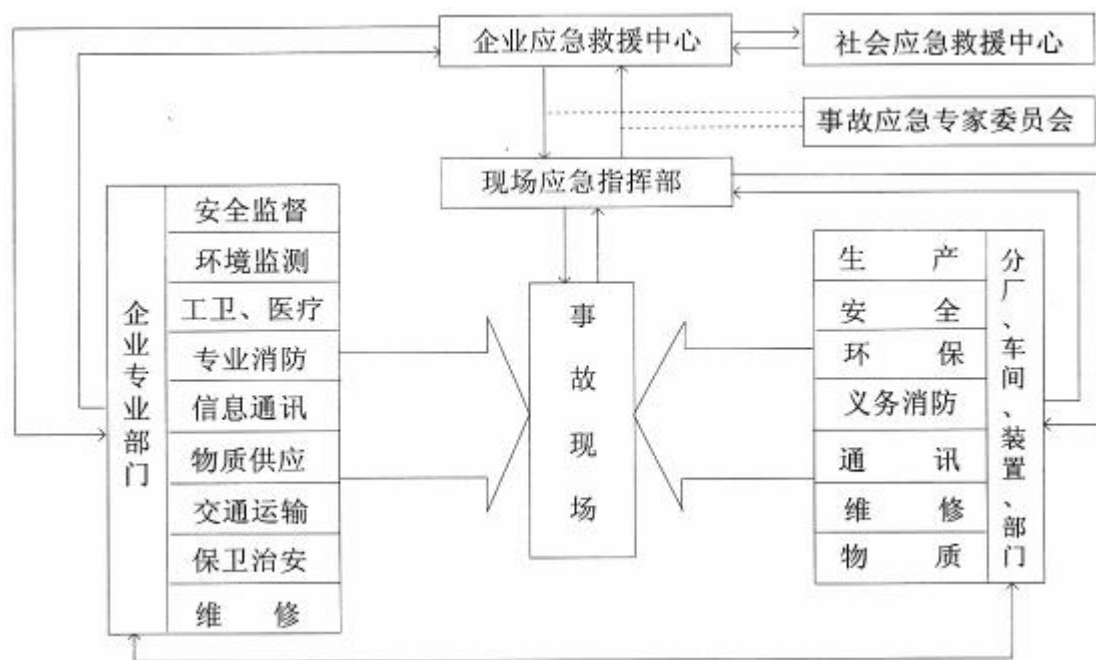 企业应急救援中心
社会应急救援中心
事故应急专家委员会
现场应急指挥部
企业专业部门
安全监督
环境监测
工卫、医疗
专业消防
信息通讯
物质供应
交通运输
保卫治安
维 修
事故现场
生 产
安 全
环 保
义务消防
通 讯
维 修
物 质
分厂、车间、装置、部门